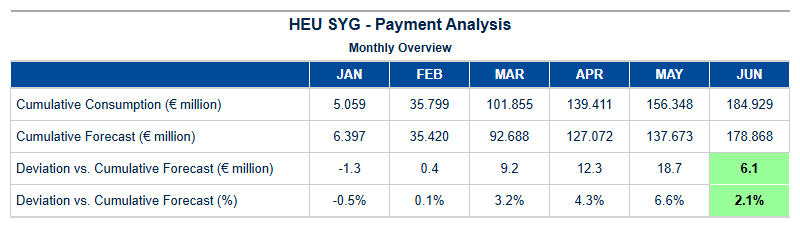 HEU SYG - Payment Analysis
Monthly Overview
JAN FEB MAR APR MAY JUN
Cumulative Consumption (€ million) 5.059 35.799 101.855 139.411 156.348 184.929
Cumulative Forecast (€ million) 6.397 35.420 92.688 127.072 137.673 178.868
Deviation vs. Cumulative Forecast (€ million) -1.3 0.4 9.2 12.3 18.7 6.1
Deviation vs. Cumulative Forecast (%) -0.5% 0.1% 3.2% 4.3% 6.6% 2.1%